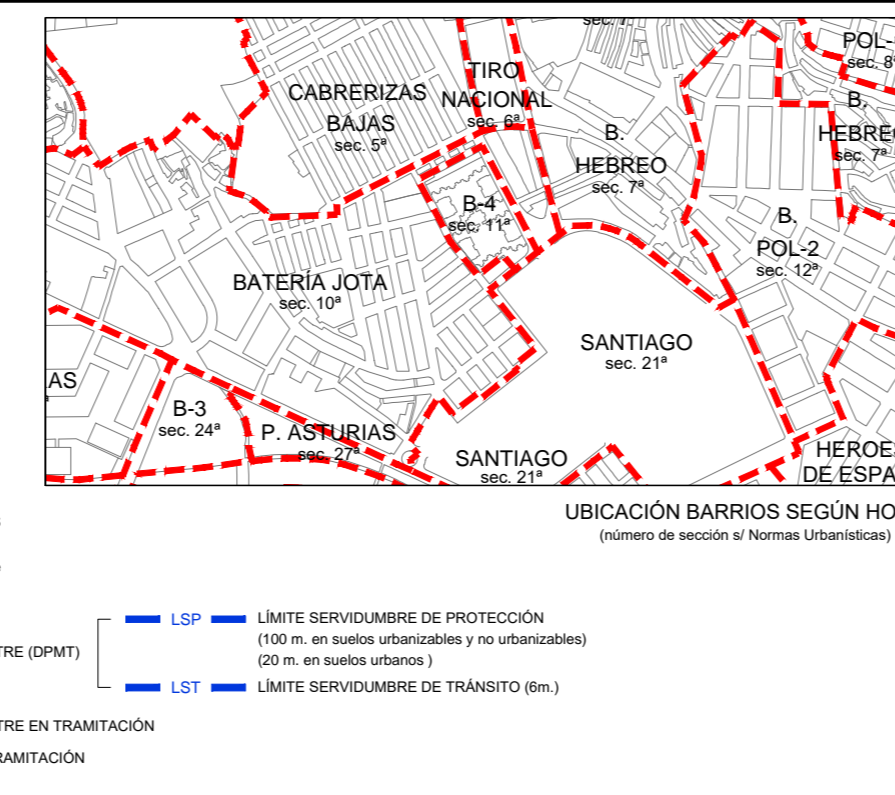 sec. 7
POL-
sec. 8ª
TIRO
NACIONAL
sec. 6ª
CABRERIZAS
BAJAS
sec. 5ª
B.
HEBREO
sec. 7ª
B.
HEBREO
sec. 7ª
B-4
sec. 11ª
B.
POL-2
sec. 12ª
BATERÍA JOTA
sec. 10ª
SANTIAGO
sec. 21ª
AS
B-3
sec. 24ª
P. ASTURIAS
sec. 27ª
SANTIAGO
sec. 21ª
HEROES
DE ESPA
UBICACIÓN BARRIOS SEGÚN HO
(número de sección s/ Normas Urbanísticas)
LSP LÍMITE SERVIDUMBRE DE PROTECCIÓN
(100 m. en suelos urbanizables y no urbanizables)
(20 m. en suelos urbanos )
TRE (DPMT)
LST LÍMITE SERVIDUMBRE DE TRÁNSITO (6m.)
TRE EN TRAMITACIÓN
RAMITACIÓN